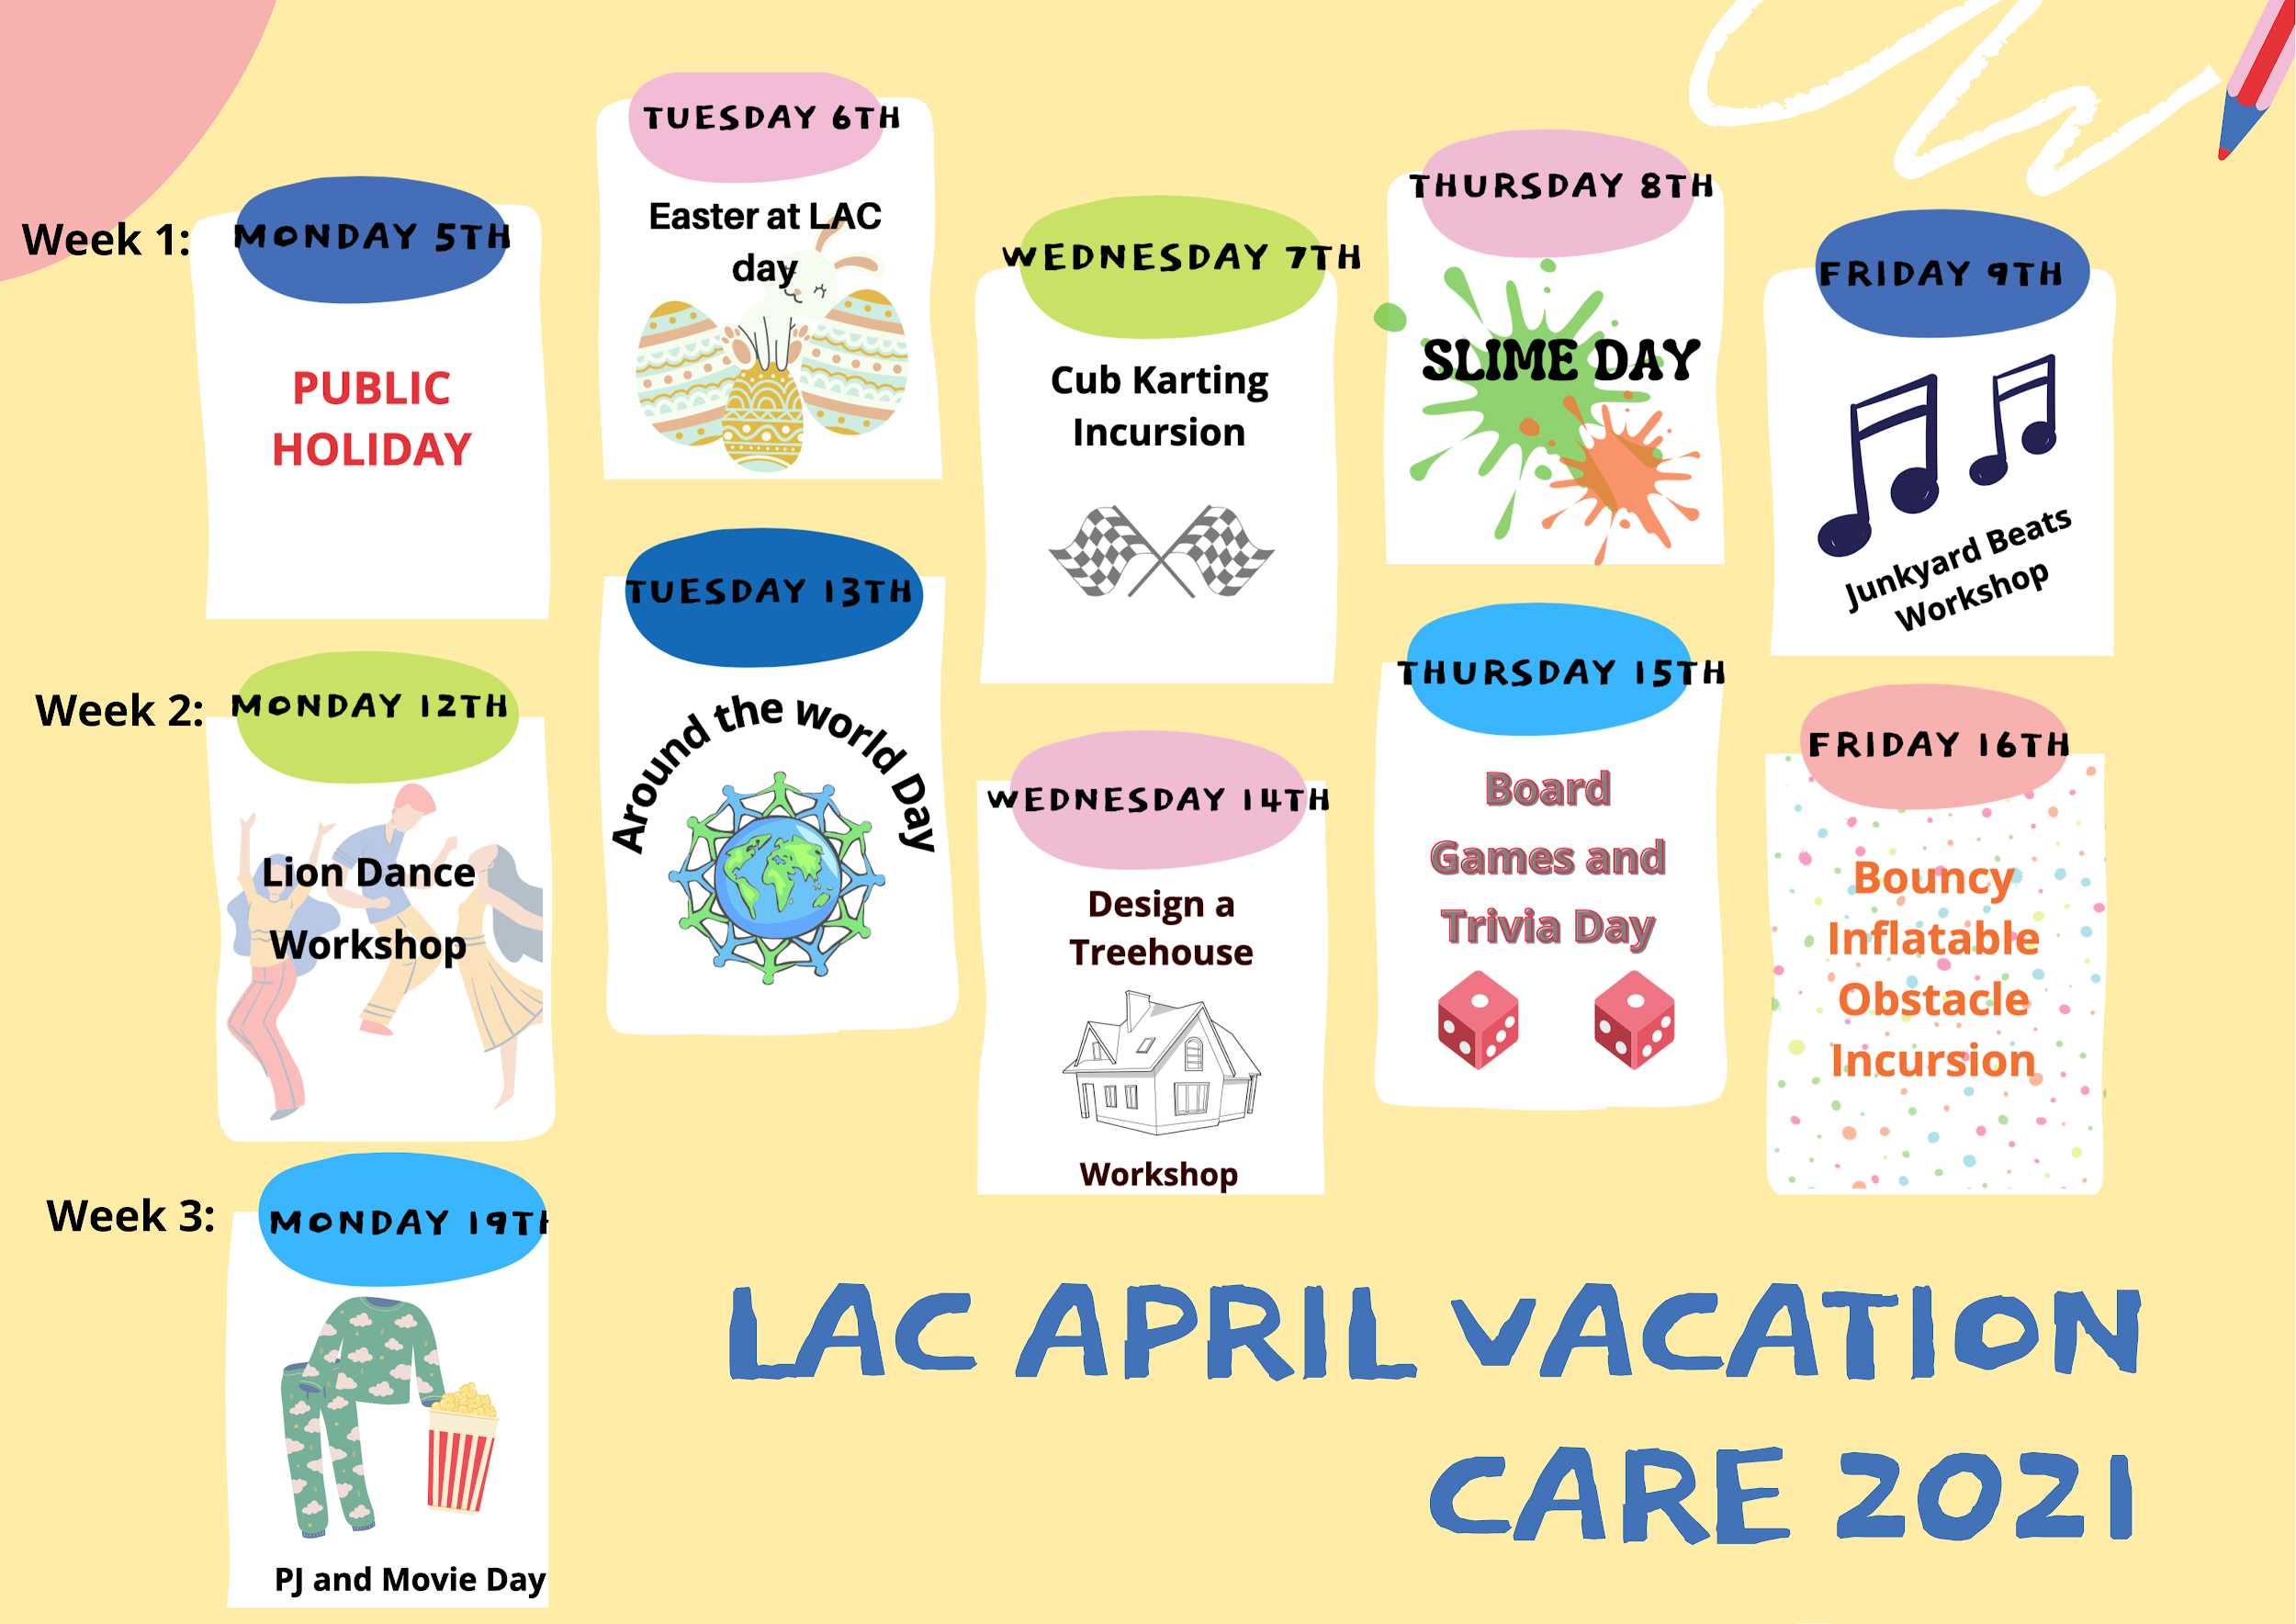 Week 1:
MONDAY 5TH
PUBLIC
HOLIDAY
TUESDAY 6TH
Easter at LAC
day
WEDNESDAY 7TH
Cub Karting
Incursion
THURSDAY 8TH
SLIME DAY
FRIDAY 9TH
Junkyard Beats
Workshop
Week 2:
MONDAY 12TH
Lion Dance
Workshop
TUESDAY 13TH
Around the world Day
WEDNESDAY 14TH
Design a
Treehouse
Workshop
THURSDAY 15TH
Board
Games and
Trivia Day
FRIDAY 16TH
Bouncy
Inflatable
Obstacle
Incursion
Week 3:
MONDAY 19TH
PJ and Movie Day
LAC APRIL VACATION
CARE 2021